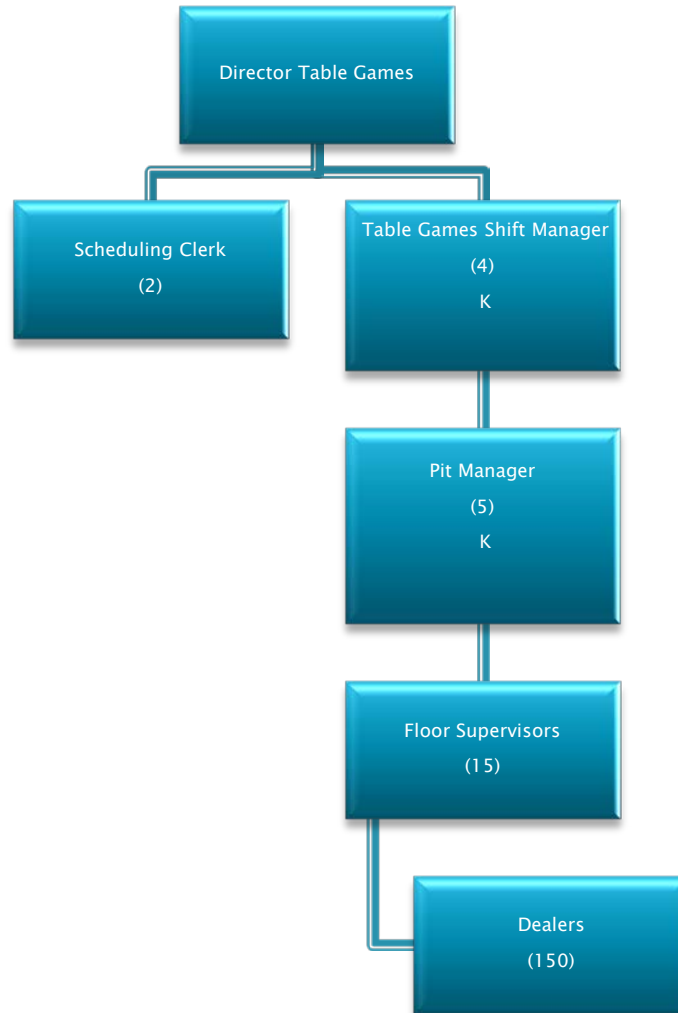 Director Table Games
Scheduling Clerk
(2)
Table Games Shift Manager
(4)
K
Pit Manager
(5)
K
Floor Supervisors
(15)
Dealers
(150)